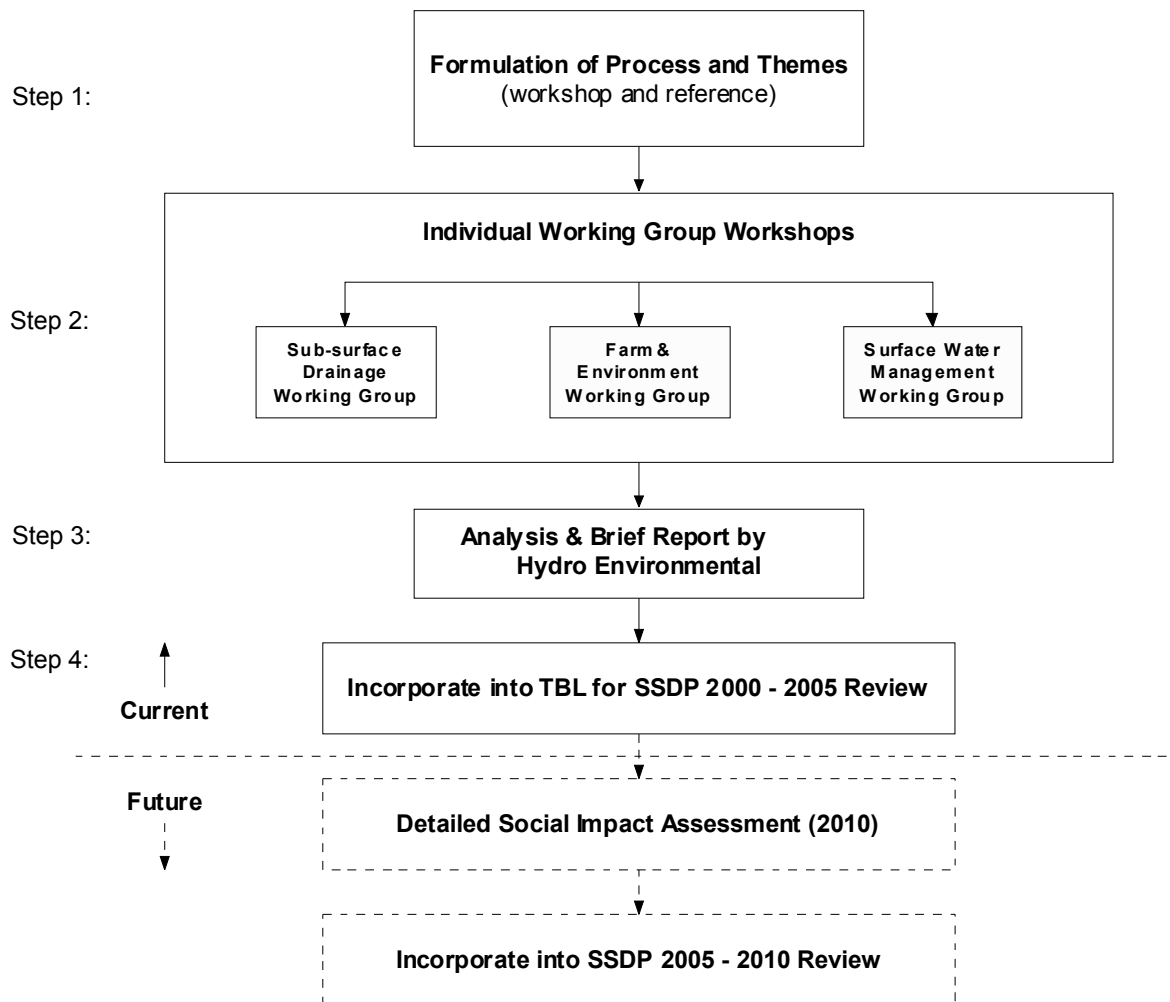 Step 1:
Formulation of Process and Themes
(workshop and reference)
Individual Working Group Workshops
Step 2:
Sub-surface
Drainage
Working Group
Farm &
Environment
Working Group
Surface Water
Management
Working Group
Step 3:
Analysis & Brief Report by
Hydro Environmental
Step 4:
Incorporate into TBL for SSDP 2000 - 2005 Review
Current
Future
Detailed Social Impact Assessment (2010)
Incorporate into SSDP 2005 - 2010 Review